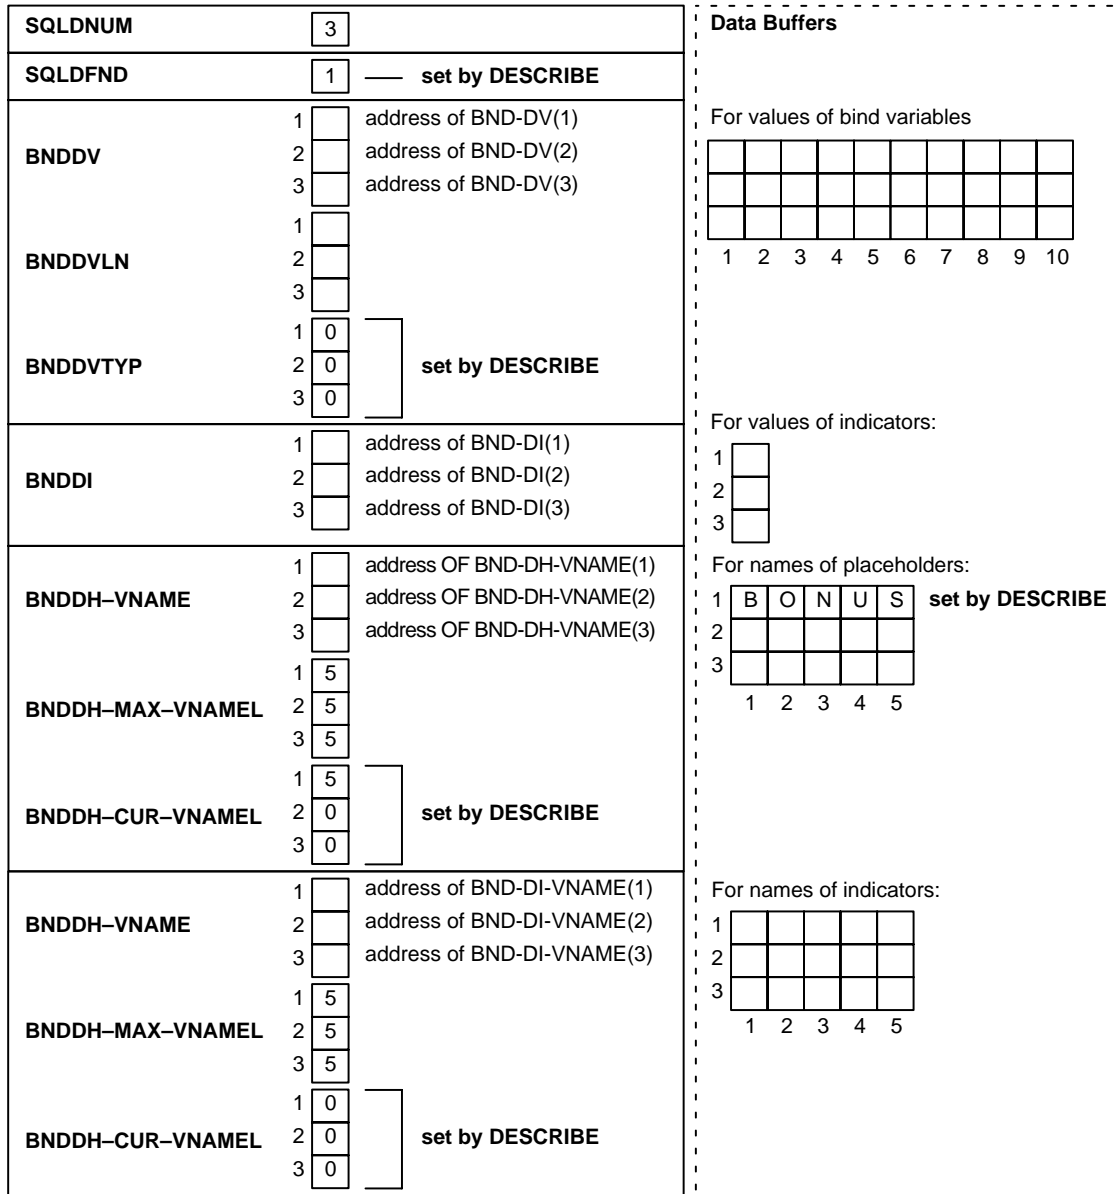 SQLDNUM 3
SQLDFND 1 set by DESCRIBE
BNDDV
1 address of BND-DV(1)
2 address of BND-DV(2)
3 address of BND-DV(3)
BNDDVLN
1
2
3
BNDDVTYP
1 0
2 0 set by DESCRIBE
3 0
BNDDI
1 address of BND-DI(1)
2 address of BND-DI(2)
3 address of BND-DI(3)
BNDDH–VNAME
1 address OF BND-DH-VNAME(1)
2 address OF BND-DH-VNAME(2)
3 address OF BND-DH-VNAME(3)
BNDDH–MAX–VNAMEL
1 5
2 5
3 5
BNDDH–CUR–VNAMEL
1 5
2 0 set by DESCRIBE
3 0
BNDDH–VNAME
1 address of BND-DI-VNAME(1)
2 address of BND-DI-VNAME(2)
3 address of BND-DI-VNAME(3)
BNDDH–MAX–VNAMEL
1 5
2 5
3 5
BNDDH–CUR–VNAMEL
1 0
2 0 set by DESCRIBE
3 0
Data Buffers
For values of bind variables
1 2 3 4 5 6 7 8 9 10
For values of indicators:
1
2
3
For names of placeholders:
1 B O N U S set by DESCRIBE
2
3
1 2 3 4 5
For names of indicators:
1
2
3
1 2 3 4 5